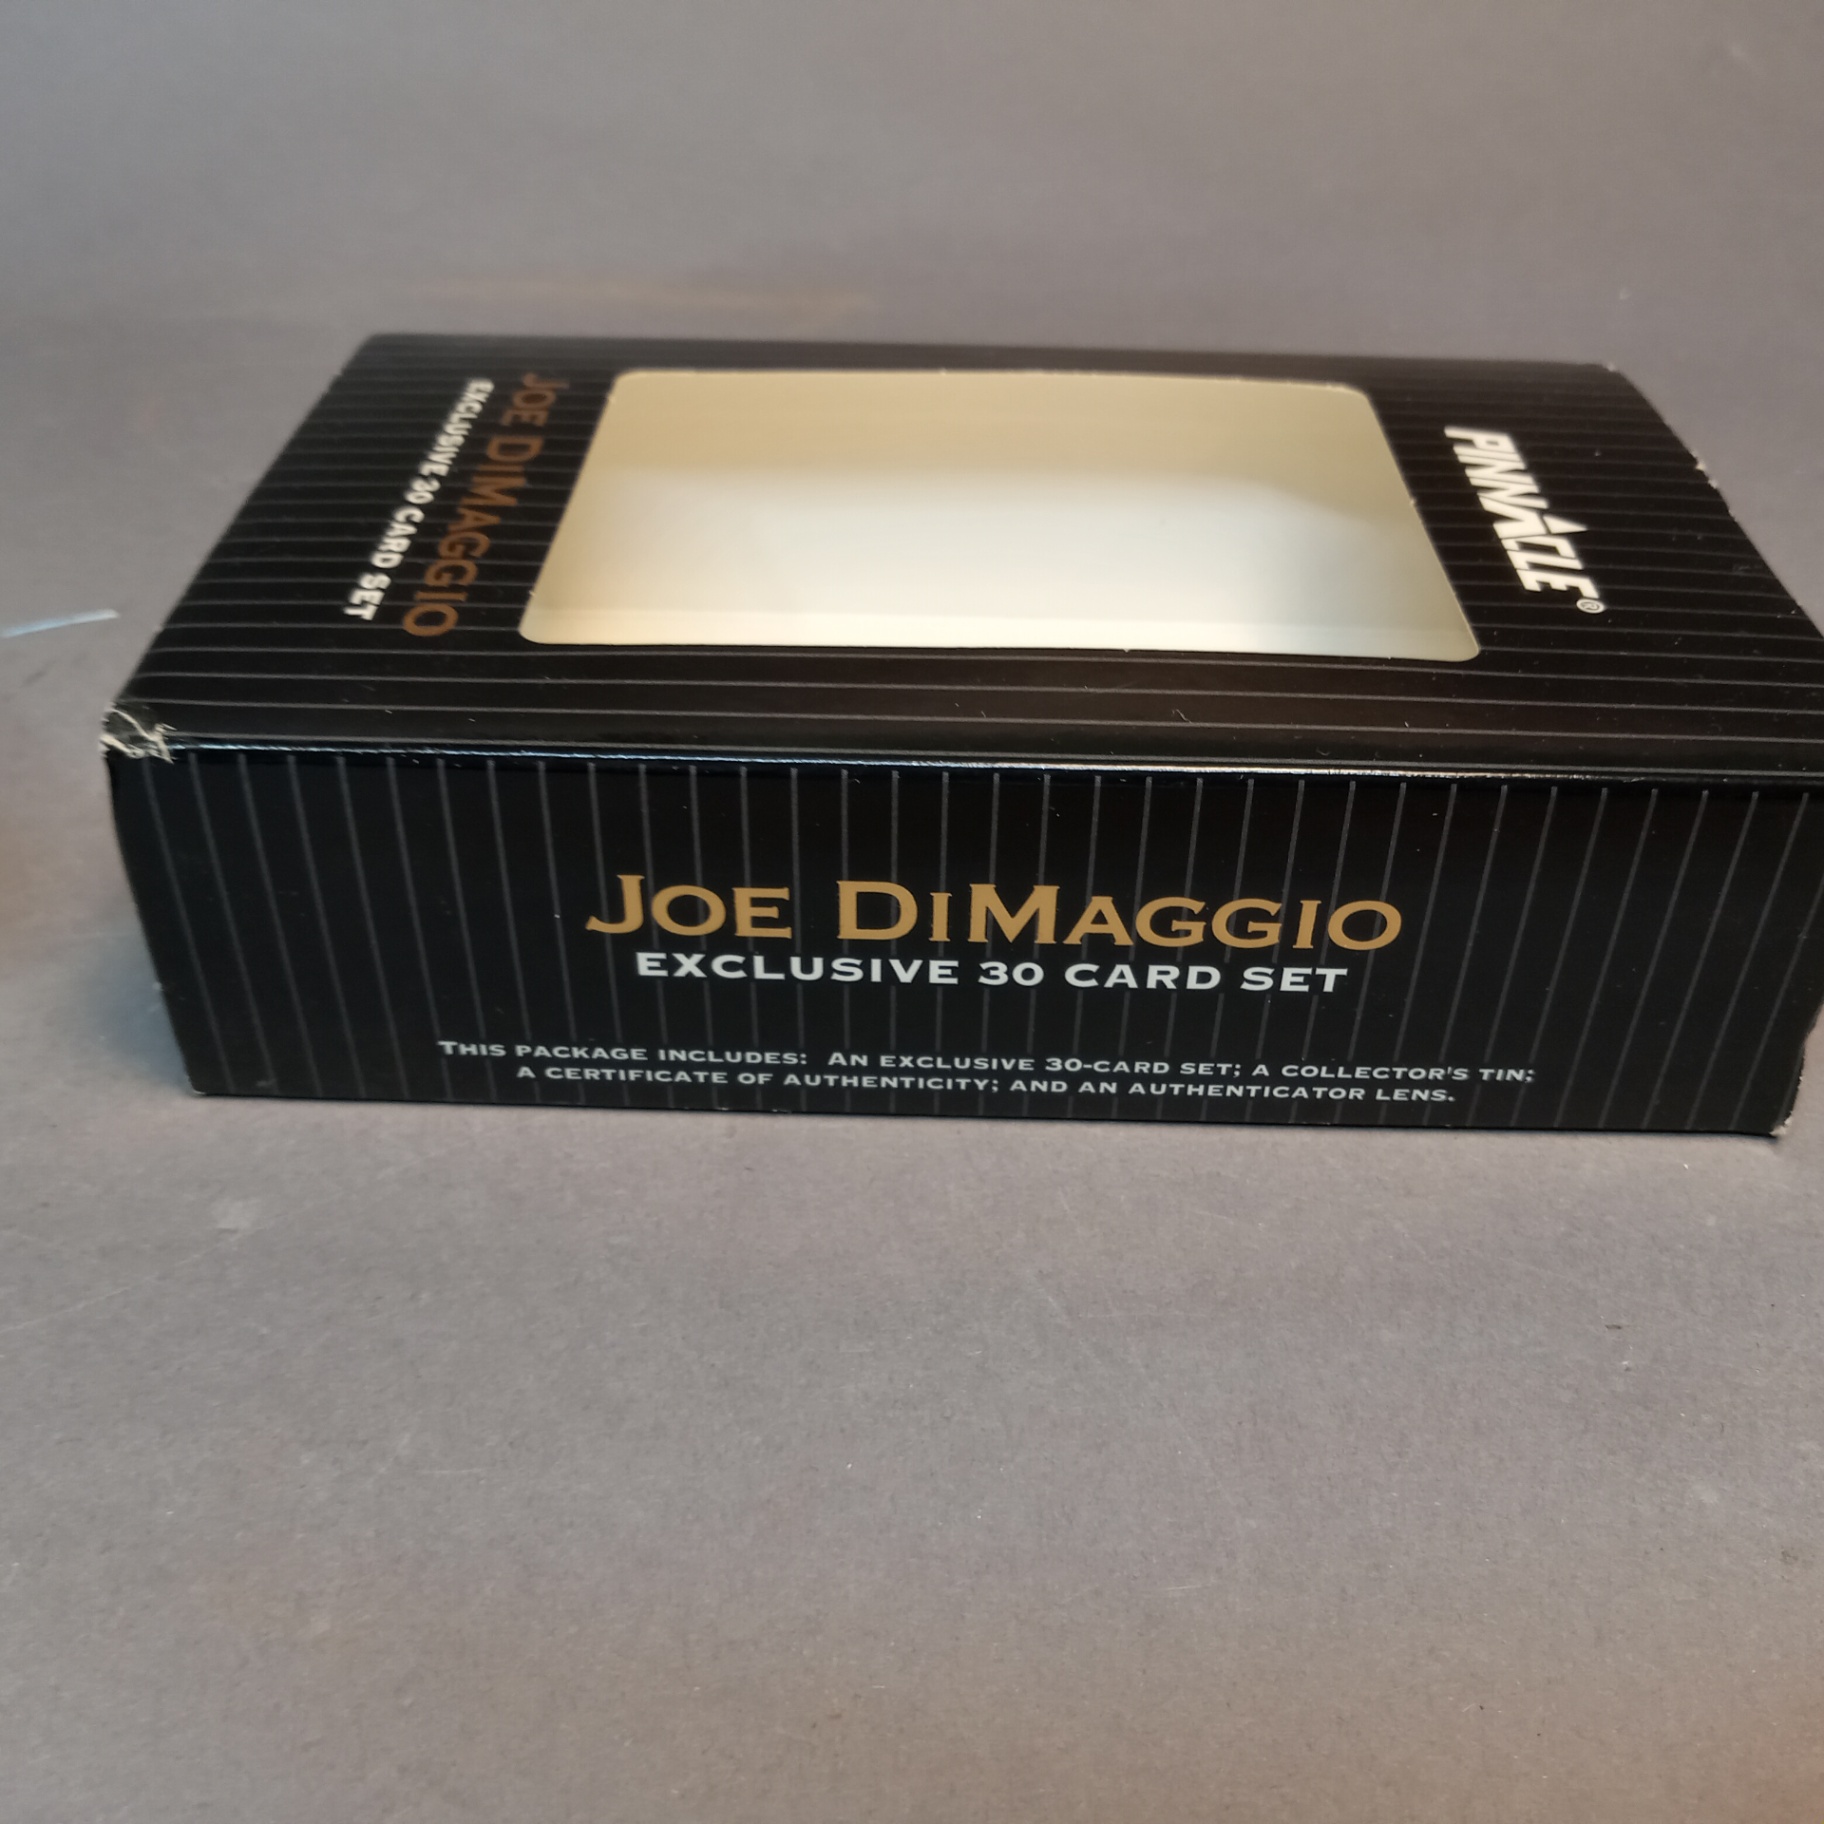 JOE DIMAGGIO
EXCLUSIVE 30 CARD SET
PINNACLE®
JOE DIMAGGIO
EXCLUSIVE 30 CARD SET
THIS PACKAGE INCLUDES: AN EXCLUSIVE 30-CARD SET; A COLLECTOR'S TIN;
A CERTIFICATE OF AUTHENTICITY; AND AN AUTHENTICATOR LENS.